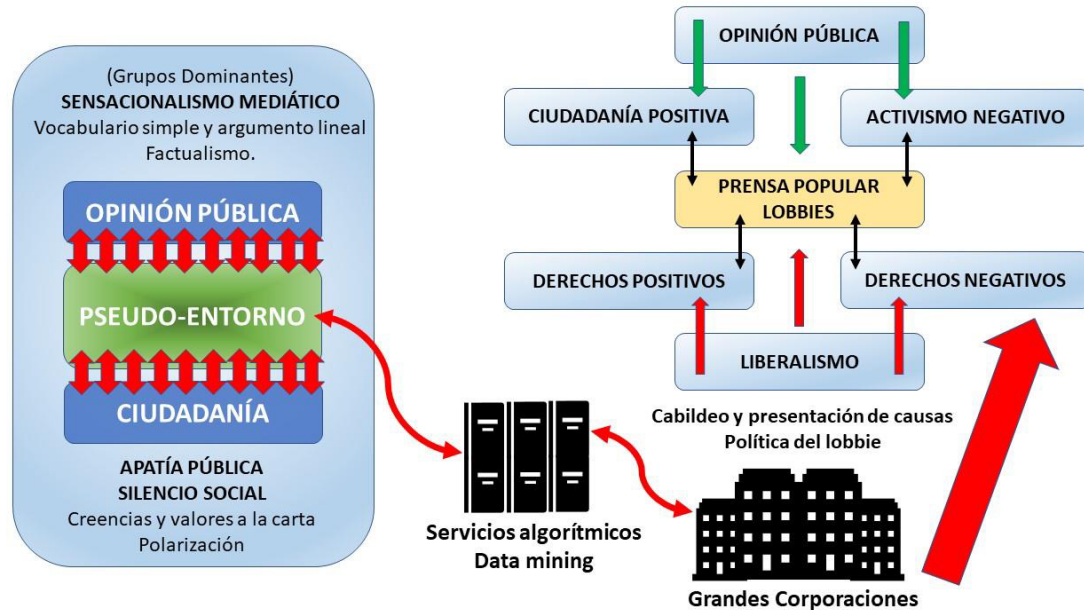 (Grupos Dominantes)
SENSACIONALISMO MEDIÁTICO
Vocabulario simple y argumento lineal
Factualismo.
OPINIÓN PÚBLICA
PSEUDO-ENTORNO
CIUDADANÍA
APATÍA PÚBLICA
SILENCIO SOCIAL
Creencias y valores a la carta
Polarización
Servicios algorítmicos
Data mining
OPINIÓN PÚBLICA
CIUDADANÍA POSITIVA
ACTIVISMO NEGATIVO
PRENSA POPULAR
LOBBIES
DERECHOS POSITIVOS
DERECHOS NEGATIVOS
LIBERALISMO
Cabildeo y presentación de causas
Política del lobbie
Grandes Corporaciones